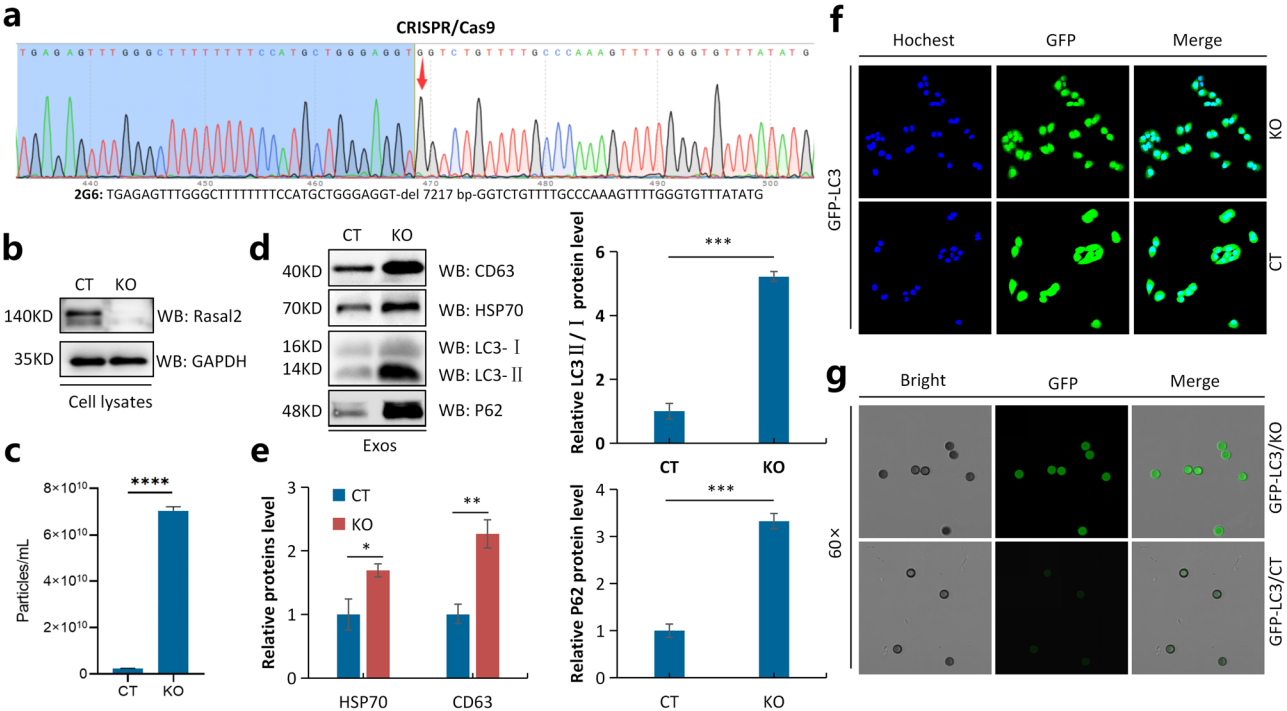 a
CRISPR/Cas9
TGAGAGTTTGGGCTTTTTTTTCCATGCTGGGAGGTGGTCTGTTTTGCCCAAAGTTTTGGGTGTTTATATG
440 450 460 470 480 490 500
2G6: TGAGAGTTTGGGCTTTTTTTTCCATGCTGGGAGGT-del 7217 bp-GGTCTGTTTTGCCCAAAGTTTTGGGTGTTTATATG
b
CT KO
140KD WB: Rasal2
35KD WB: GAPDH
Cell lysates
c
****
Particles/mL
8×10¹⁰
6×10¹⁰
4×10¹⁰
2×10¹⁰
0
CT KO
d
CT KO
40KD WB: CD63
70KD WB: HSP70
16KD WB: LC3-Ⅰ
14KD WB: LC3-Ⅱ
48KD WB: P62
Exos
Relative LC3Ⅱ/Ⅰ protein level
6
4
2
0
***
CT KO
e
Relative proteins level
3
2
1
0
CT
KO
*
**
HSP70 CD63
Relative P62 protein level
4
3
2
1
0
***
CT KO
f
Hochest GFP Merge
GFP-LC3
KO
CT
g
Bright GFP Merge
60×
GFP-LC3/KO
GFP-LC3/CT